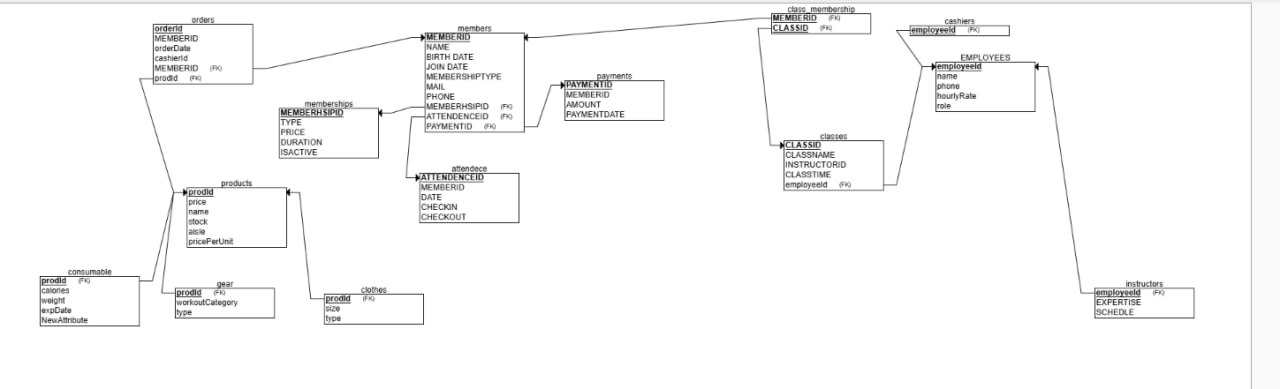 orders
orderId
MEMBERID
orderDate
cashierId
MEMBERID (FK)
prodId (FK)
members
MEMBERID
NAME
BIRTH DATE
JOIN DATE
MEMBERSHIPTYPE
MAIL
PHONE
MEMBERHSIPID (FK)
ATTENDENCEID (FK)
PAYMENTID (FK)
class_membership
MEMBERID (FK)
CLASSID (FK)
cashiers
employeeId (FK)
EMPLOYEES
employeeId
name
phone
hourlyRate
role
payments
PAYMENTID
MEMBERID
AMOUNT
PAYMENTDATE
memberships
MEMBERHSIPID
TYPE
PRICE
DURATION
ISACTIVE
classes
CLASSID
CLASSNAME
INSTRUCTORID
CLASSTIME
employeeId (FK)
attendece
ATTENDENCEID
MEMBERID
DATE
CHECKIN
CHECKOUT
products
prodId
price
name
stock
aisle
pricePerUnit
consumable
prodId (FK)
calories
weight
expDate
NewAttribute
gear
prodId (FK)
workoutCategory
type
clothes
prodId (FK)
size
type
instructors
employeeId (FK)
EXPERTISE
SCHEDLE